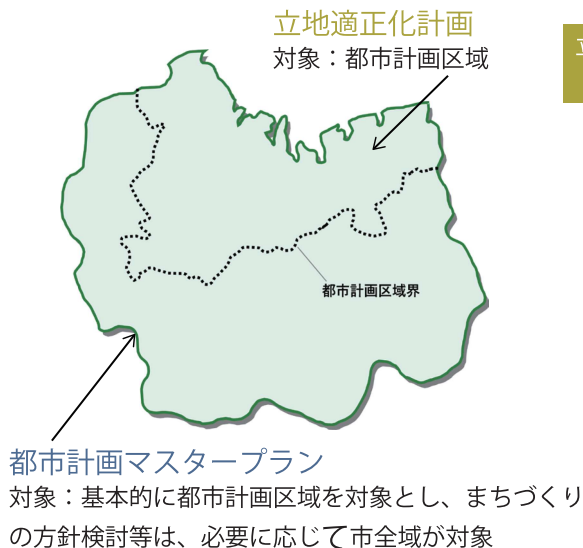 立地適正化計画
対象：都市計画区域
都市計画区域界
都市計画マスタープラン
対象：基本的に都市計画区域を対象とし、まちづくり
の方針検討等は、必要に応じて市全域が対象